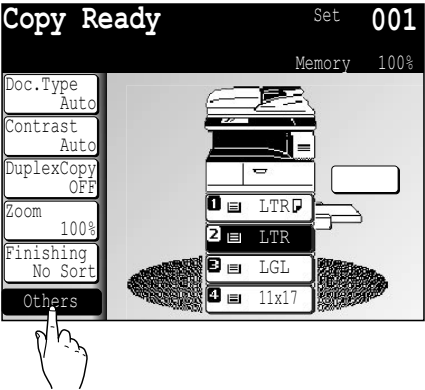 Copy Ready Set 001
Memory 100%
Doc.Type
Auto
Contrast
Auto
DuplexCopy
OFF
Zoom
100%
Finishing
No Sort
Others
1 LTR
2 LTR
3 LGL
4 11x17